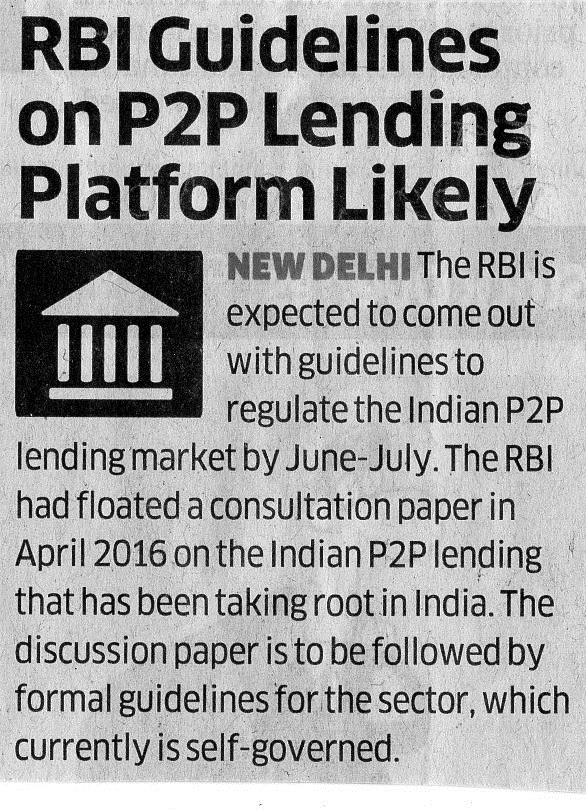 RBI Guidelines
on P2P Lending
Platform Likely
NEW DELHI The RBI is
expected to come out
with guidelines to
regulate the Indian P2P
lending market by June-July. The RBI
had floated a consultation paper in
April 2016 on the Indian P2P lending
that has been taking root in India. The
discussion paper is to be followed by
formal guidelines for the sector, which
currently is self-governed.